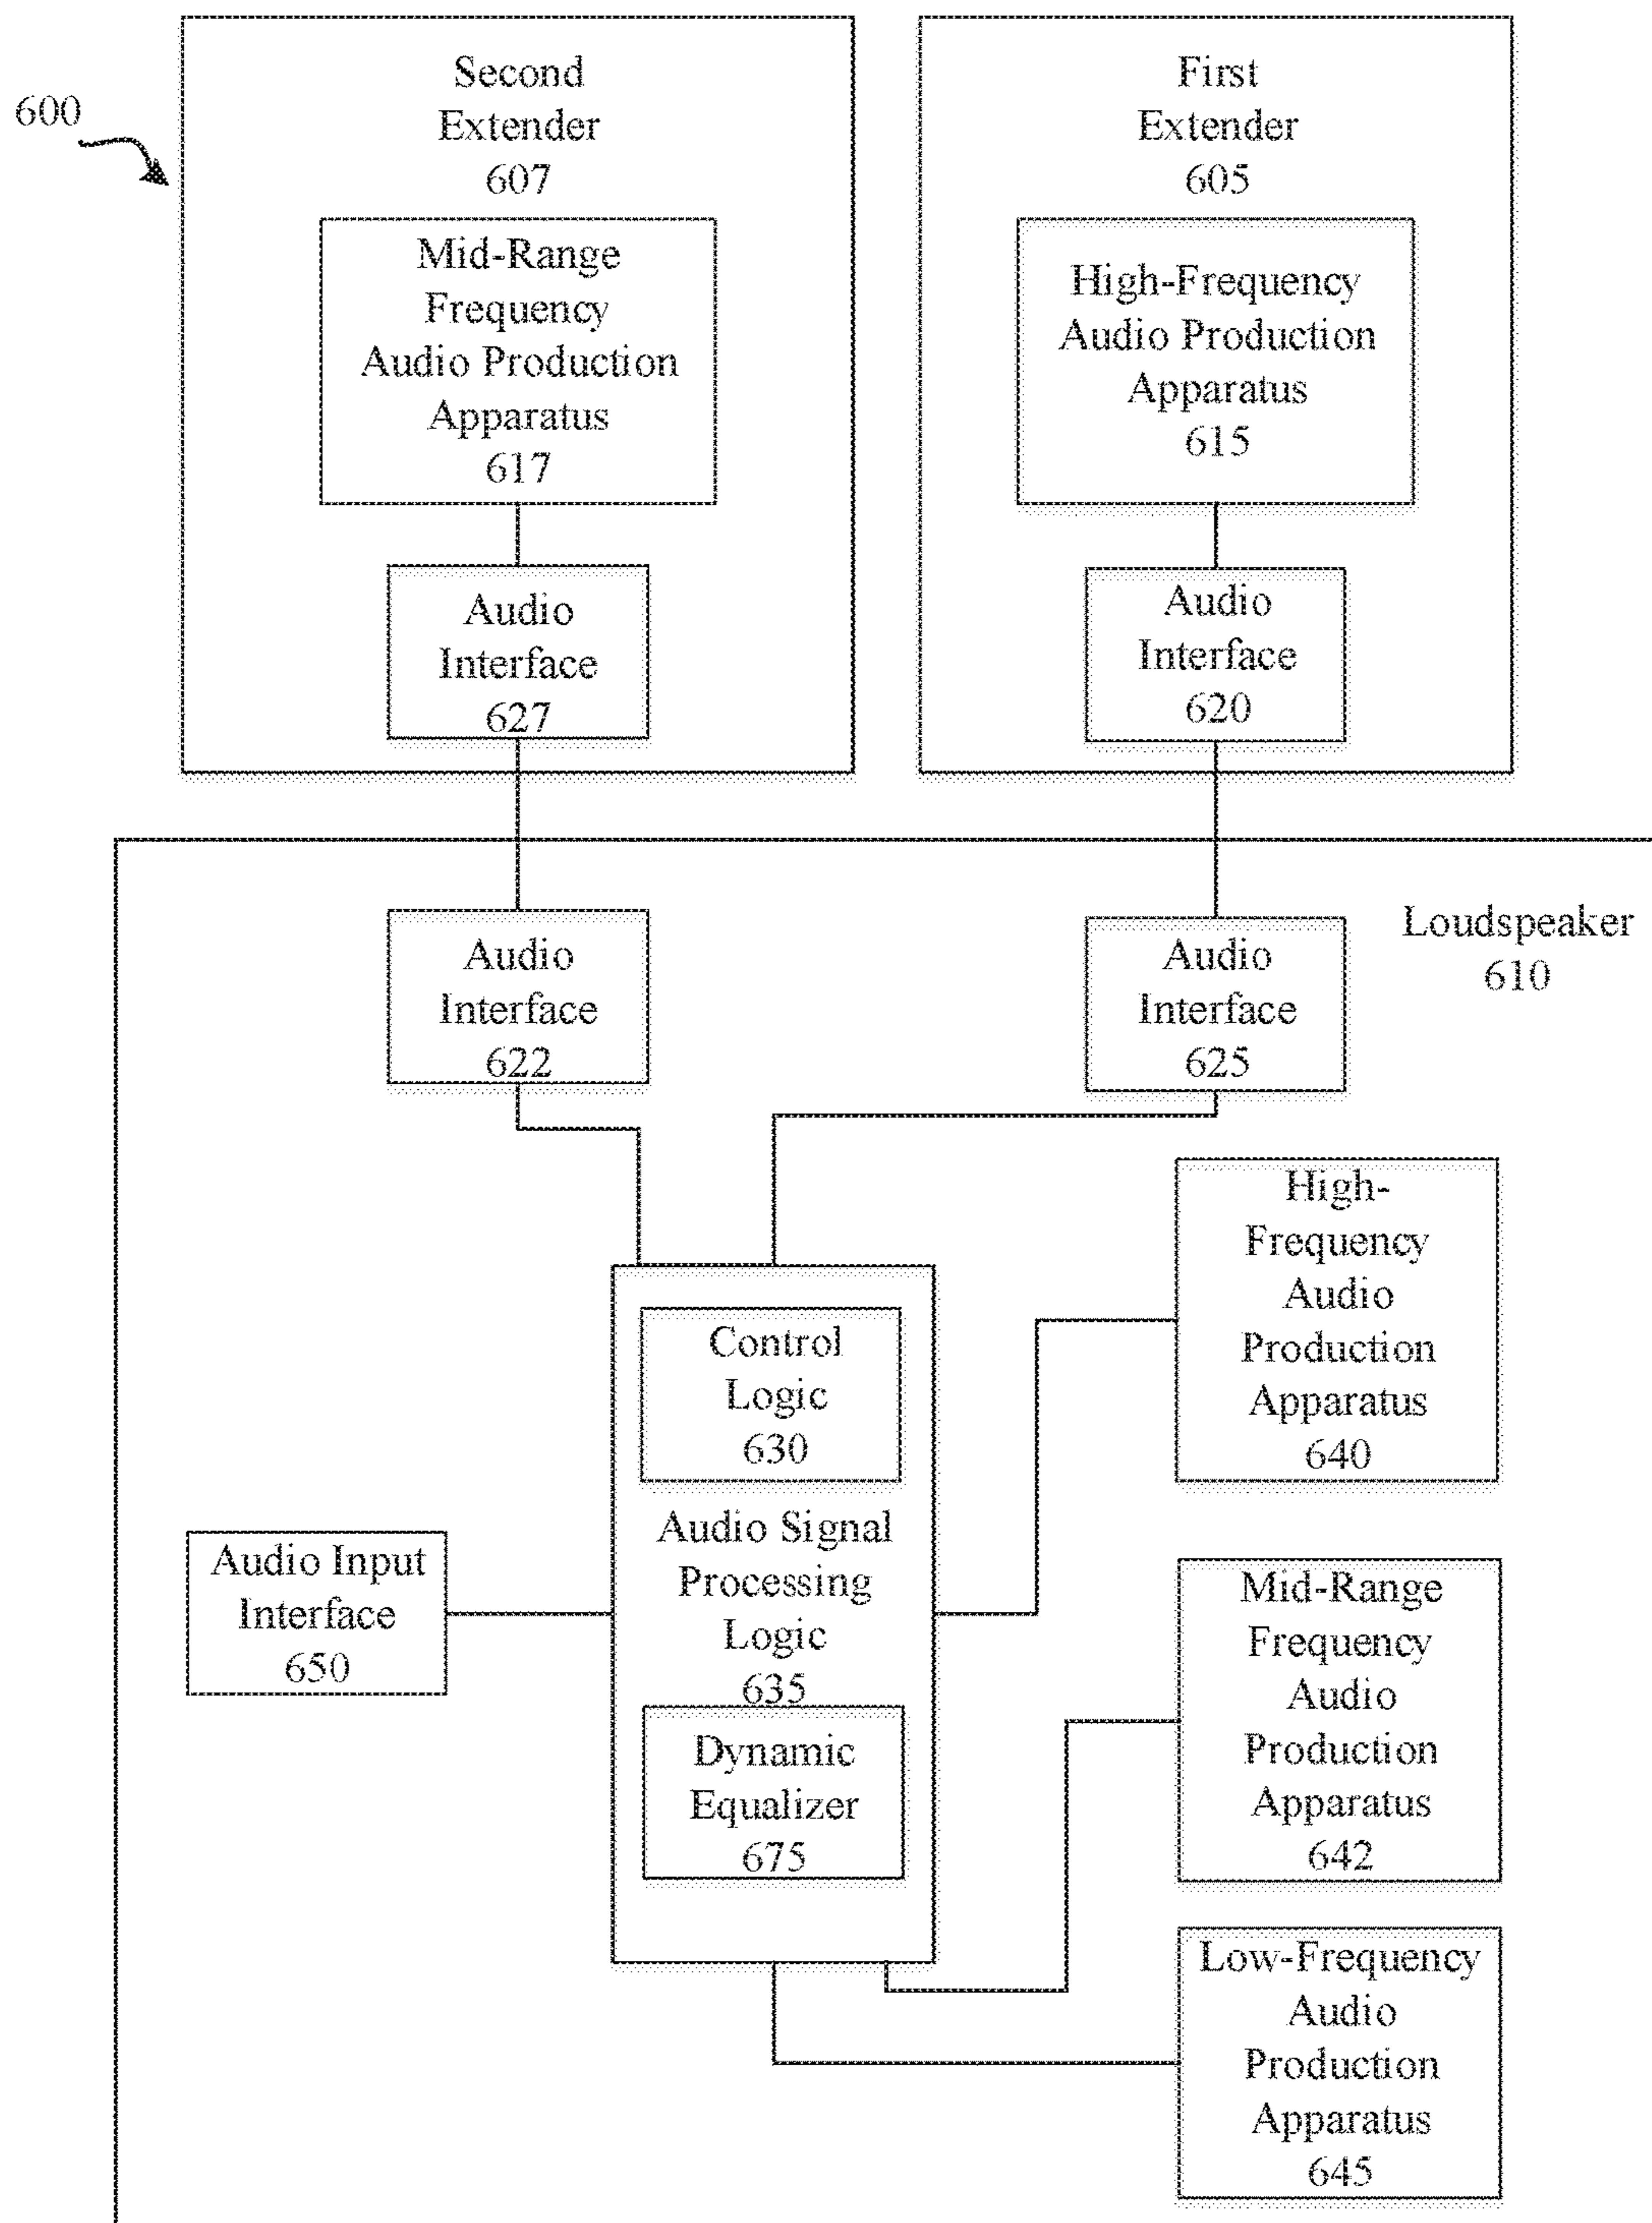 600
Second
Extender
607
Mid-Range
Frequency
Audio Production
Apparatus
617
Audio
Interface
627
First
Extender
605
High-Frequency
Audio Production
Apparatus
615
Audio
Interface
620
Loudspeaker
610
Audio
Interface
622
Audio
Interface
625
Control
Logic
630
Audio Signal
Processing
Logic
635
Dynamic
Equalizer
675
Audio Input
Interface
650
High-
Frequency
Audio
Production
Apparatus
640
Mid-Range
Frequency
Audio
Production
Apparatus
642
Low-Frequency
Audio
Production
Apparatus
645